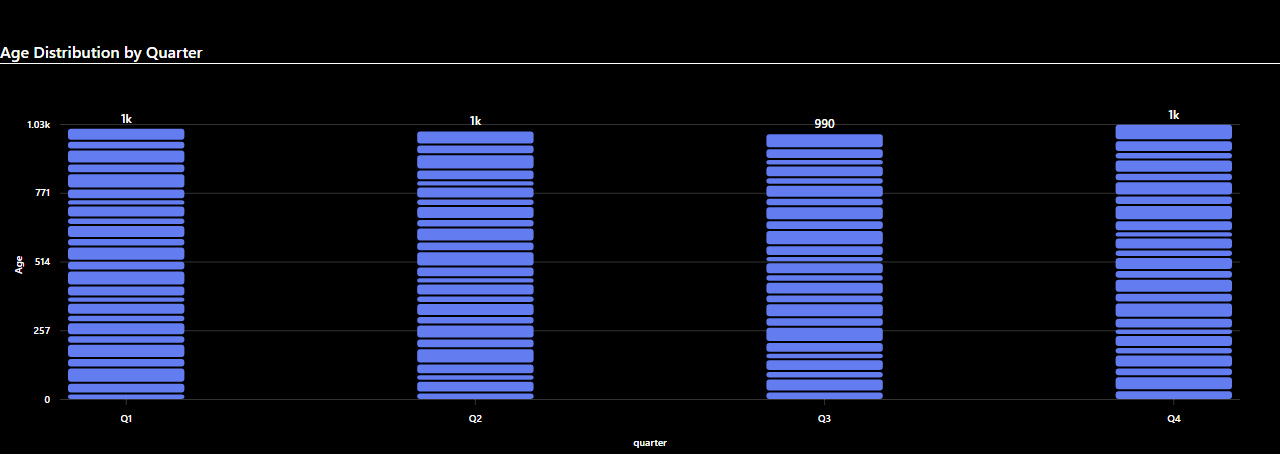 Age Distribution by Quarter
1k
1k
990
1k
1.03k
771
514
257
0
Age
Q1
Q2
Q3
Q4
quarter